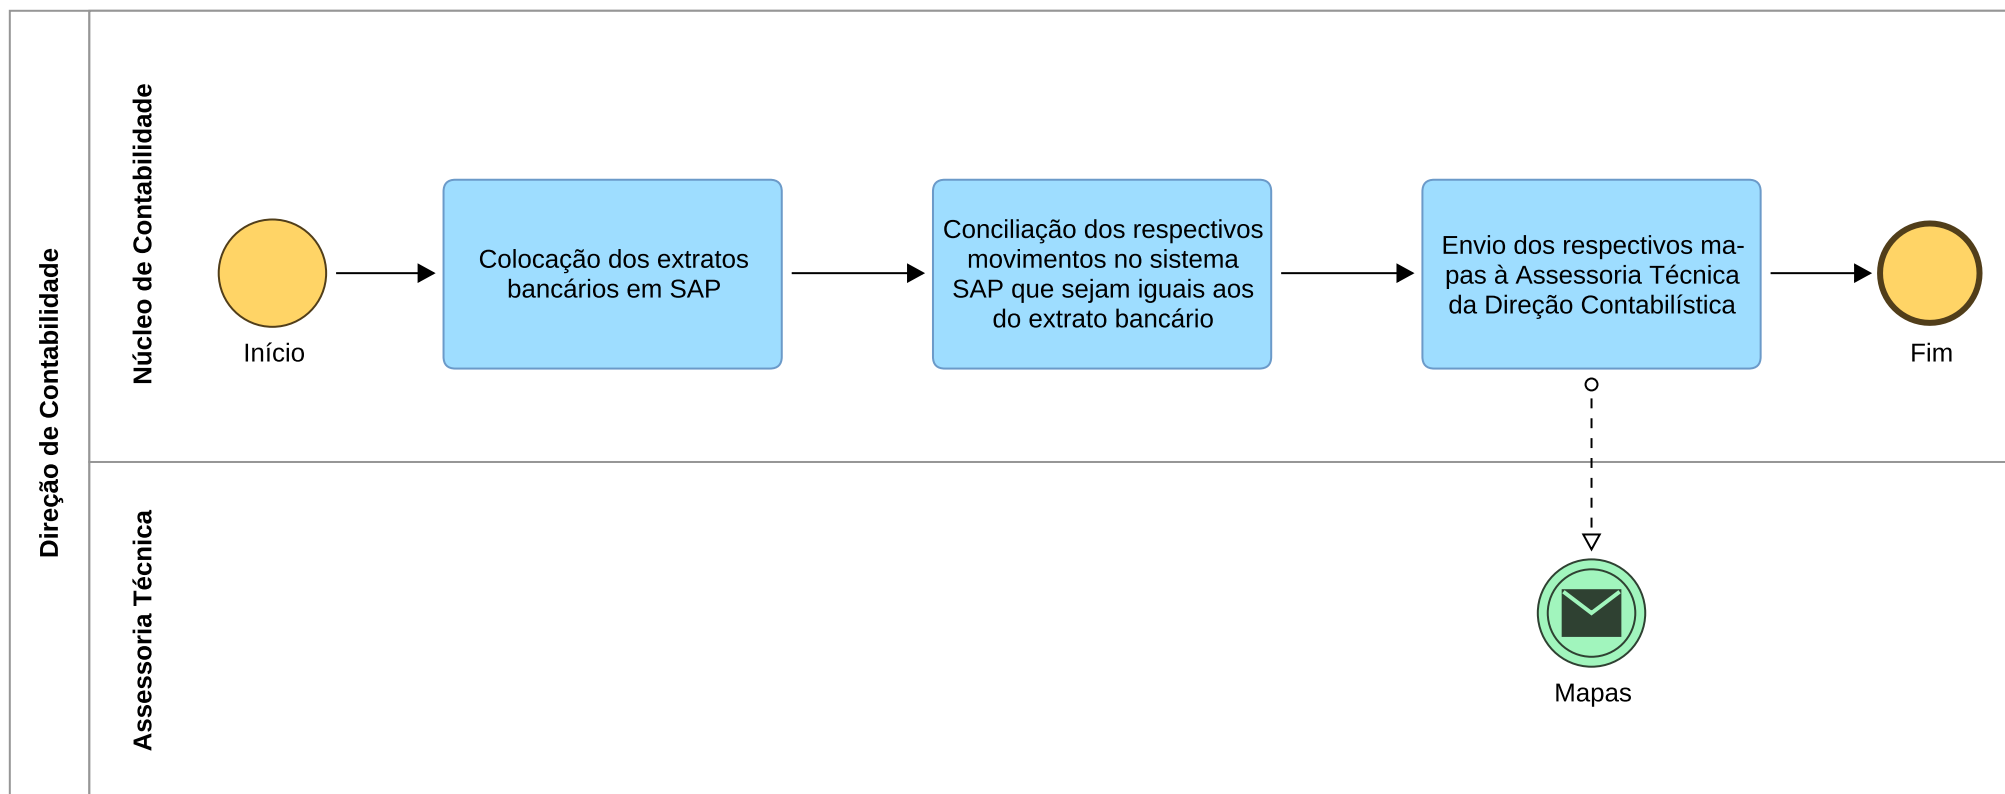 Direção de Contabilidade
Núcleo de Contabilidade
Início
Colocação dos extratos
bancários em SAP
Conciliação dos respectivos
movimentos no sistema
SAP que sejam iguais aos
do extrato bancário
Envio dos respectivos ma-
pas à Assessoria Técnica
da Direção Contabilística
Fim
Assessoria Técnica
Mapas